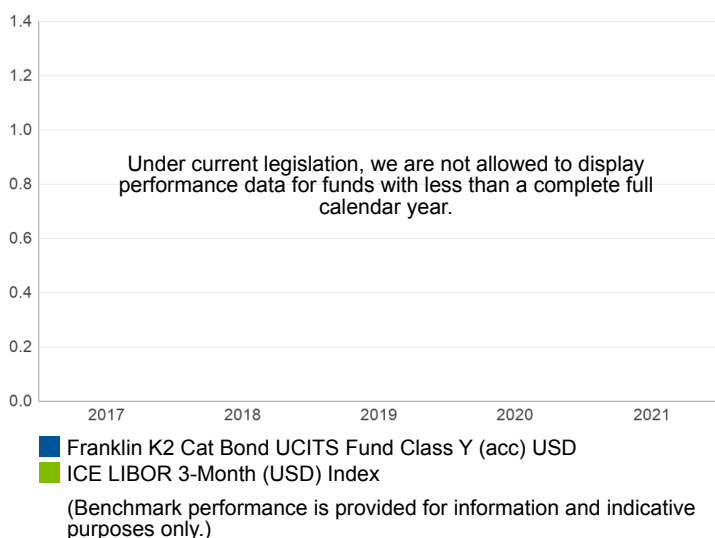 1.4
1.2
1.0
Under current legislation, we are not allowed to display
performance data for funds with less than a complete full
calendar year.
0.8
0.6
0.4
0.2
0.0
2017 2018 2019 2020 2021
Franklin K2 Cat Bond UCITS Fund Class Y (acc) USD
ICE LIBOR 3-Month (USD) Index
(Benchmark performance is provided for information and indicative
purposes only.)